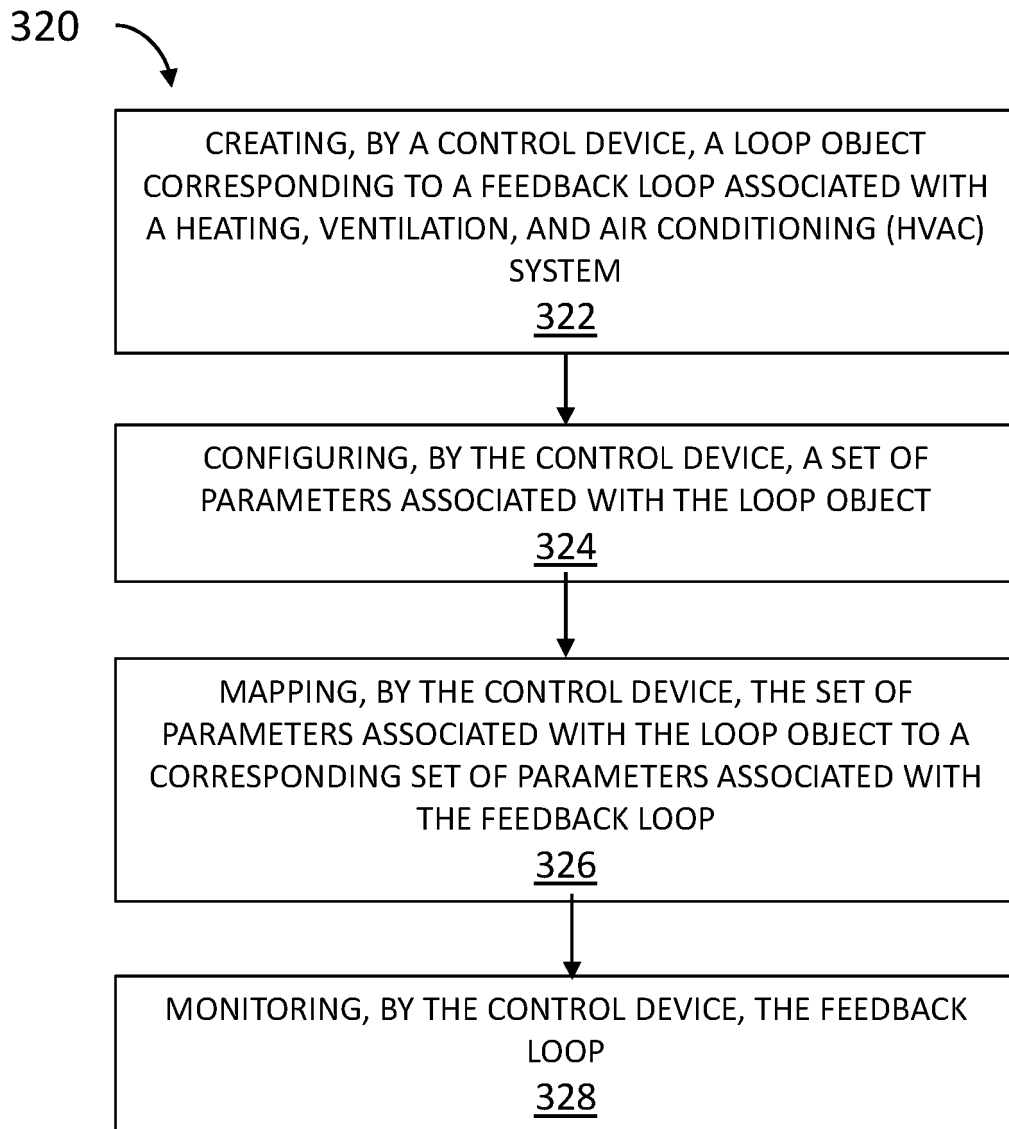 320
CREATING, BY A CONTROL DEVICE, A LOOP OBJECT
CORRESPONDING TO A FEEDBACK LOOP ASSOCIATED WITH
A HEATING, VENTILATION, AND AIR CONDITIONING (HVAC)
SYSTEM
322
CONFIGURING, BY THE CONTROL DEVICE, A SET OF
PARAMETERS ASSOCIATED WITH THE LOOP OBJECT
324
MAPPING, BY THE CONTROL DEVICE, THE SET OF
PARAMETERS ASSOCIATED WITH THE LOOP OBJECT TO A
CORRESPONDING SET OF PARAMETERS ASSOCIATED WITH
THE FEEDBACK LOOP
326
MONITORING, BY THE CONTROL DEVICE, THE FEEDBACK
LOOP
328